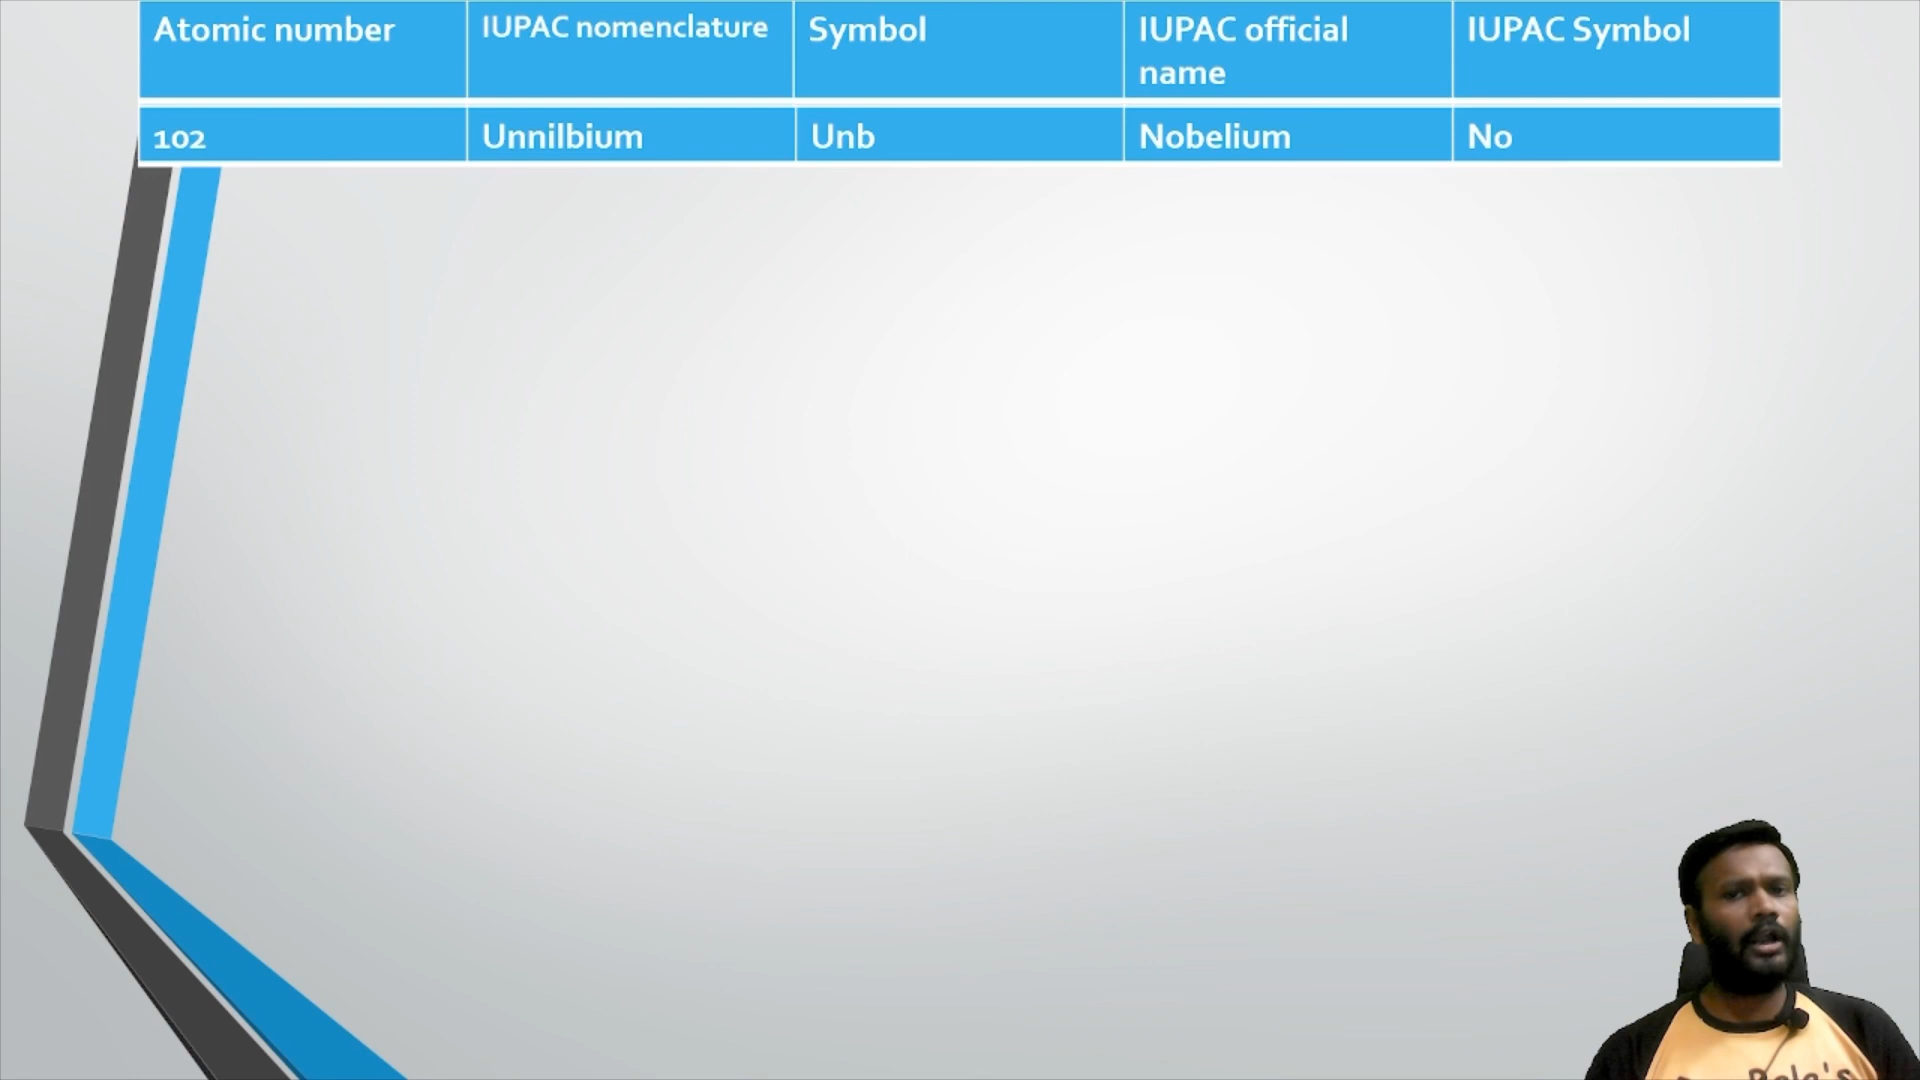 Atomic number IUPAC nomenclature Symbol IUPAC official name IUPAC Symbol
102 Unnilbium Unb Nobelium No